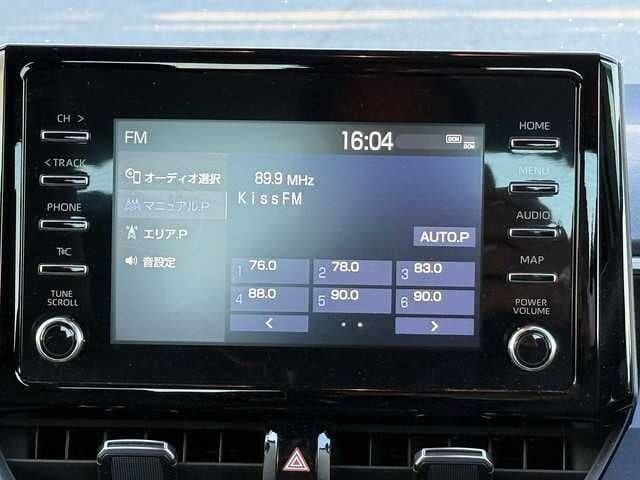 CH >
< TRACK
PHONE
T★C
TUNE
SCROLL
FM
16:04
DCM
DCM
オーディオ選択
マニュアル.P
エリア.P
音設定
89.9 MHz
KissFM
AUTO.P
1 76.0
2 78.0
3 83.0
4 88.0
5 90.0
6 90.0
<
>
HOME
MENU
AUDIO
MAP
POWER
VOLUME